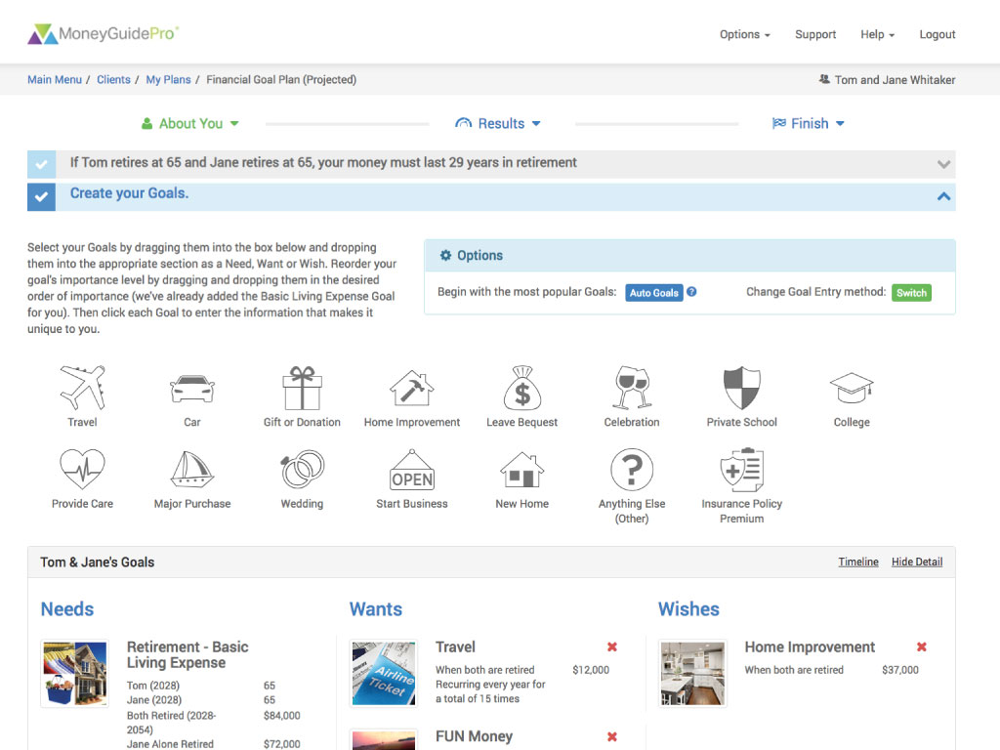 MoneyGuidePro®
Options
Support
Help
Logout
Main Menu / Clients / My Plans / Financial Goal Plan (Projected)
Tom and Jane Whitaker
About You
Results
Finish
If Tom retires at 65 and Jane retires at 65, your money must last 29 years in retirement
Create your Goals.
Select your Goals by dragging them into the box below and dropping
them into the appropriate section as a Need, Want or Wish. Reorder your
goal's importance level by dragging and dropping them in the desired
order of importance (we've already added the Basic Living Expense Goal
for you). Then click each Goal to enter the information that makes it
unique to you.
Options
Begin with the most popular Goals: Auto Goals ?
Change Goal Entry method: Switch
$
Travel
Car
Gift or Donation
Home Improvement
Leave Bequest
Celebration
Private School
College
OPEN
?
Provide Care
Major Purchase
Wedding
Start Business
New Home
Anything Else
(Other)
Insurance Policy
Premium
Tom & Jane's Goals
Timeline
Hide Detail
Needs
Retirement - Basic
Living Expense
Tom (2028) 65
Jane (2028) 65
Both Retired (2028- $84,000
2054)
Jane Alone Retired $72,000
Wants
Airline
Ticket
Travel
When both are retired $12,000
Recurring every year for
a total of 15 times
FUN Money
Wishes
Home Improvement
When both are retired $37,000